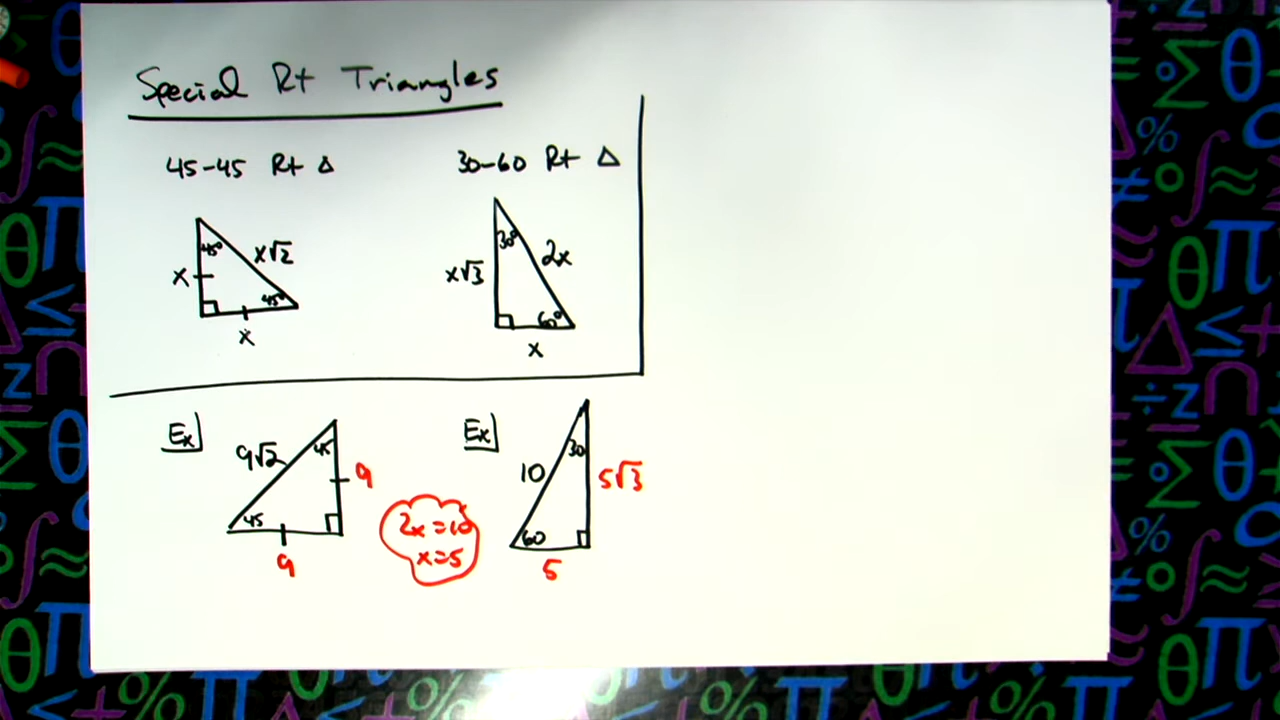 Special Rt Triangles
45-45 Rt Δ
45°
x√2
x
45°
x
30-60 Rt Δ
30°
x√3
2x
60°
x
Ex
9√2
45
9
45
9
2x=10
x=5
Ex
30
10
5√3
60
5